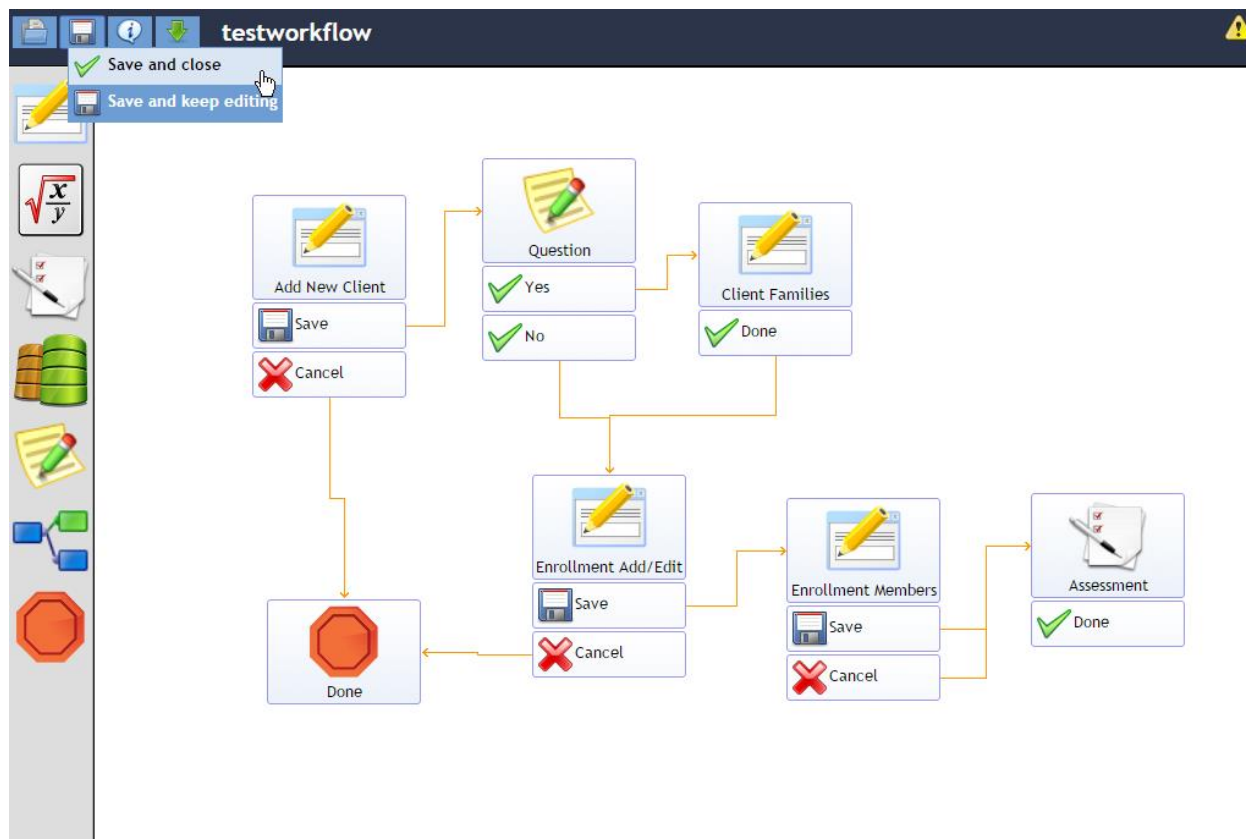 testworkflow
Save and close
Save and keep editing
x
y
Question
Add New Client
Yes
Client Families
Save
No
Done
Cancel
Enrollment Add/Edit
Enrollment Members
Assessment
Save
Save
Done
Cancel
Cancel
Done